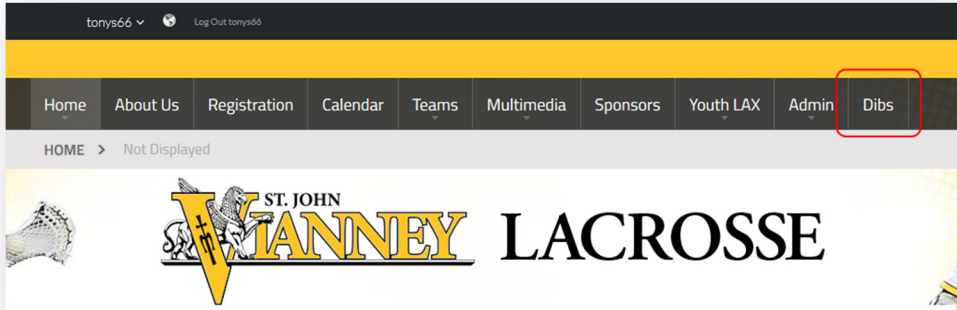 tonys66 Log Out tonys66
Home About Us Registration Calendar Teams Multimedia Sponsors Youth LAX Admin Dibs
HOME > Not Displayed
ST. JOHN
VIANNEY LACROSSE